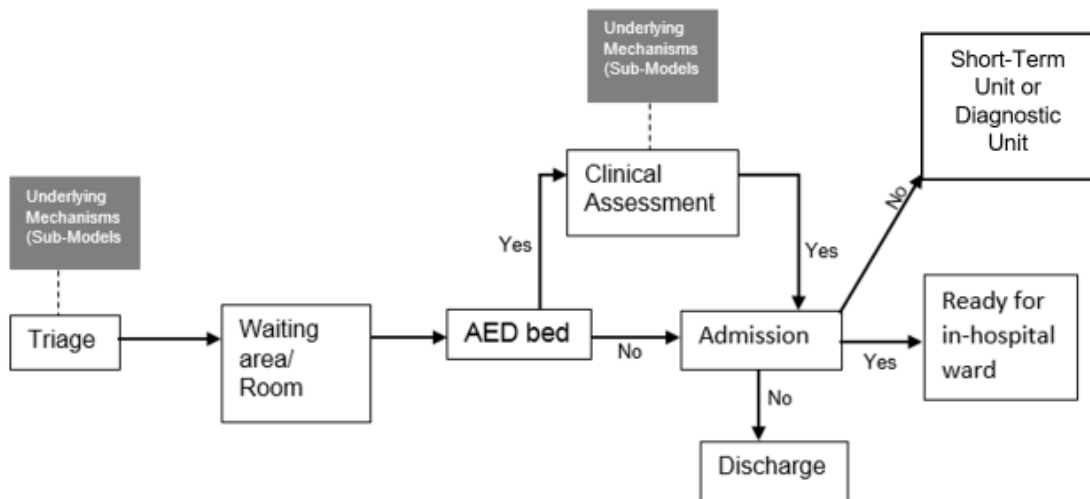 Underlying
Mechanisms
(Sub-Models
Short-Term
Unit or
Diagnostic
Unit
Clinical
Assessment
Underlying
Mechanisms
(Sub-Models
No
Yes
Yes
Triage
Waiting
area/
Room
AED bed
No
Admission
Yes
Ready for
in-hospital
ward
No
Discharge